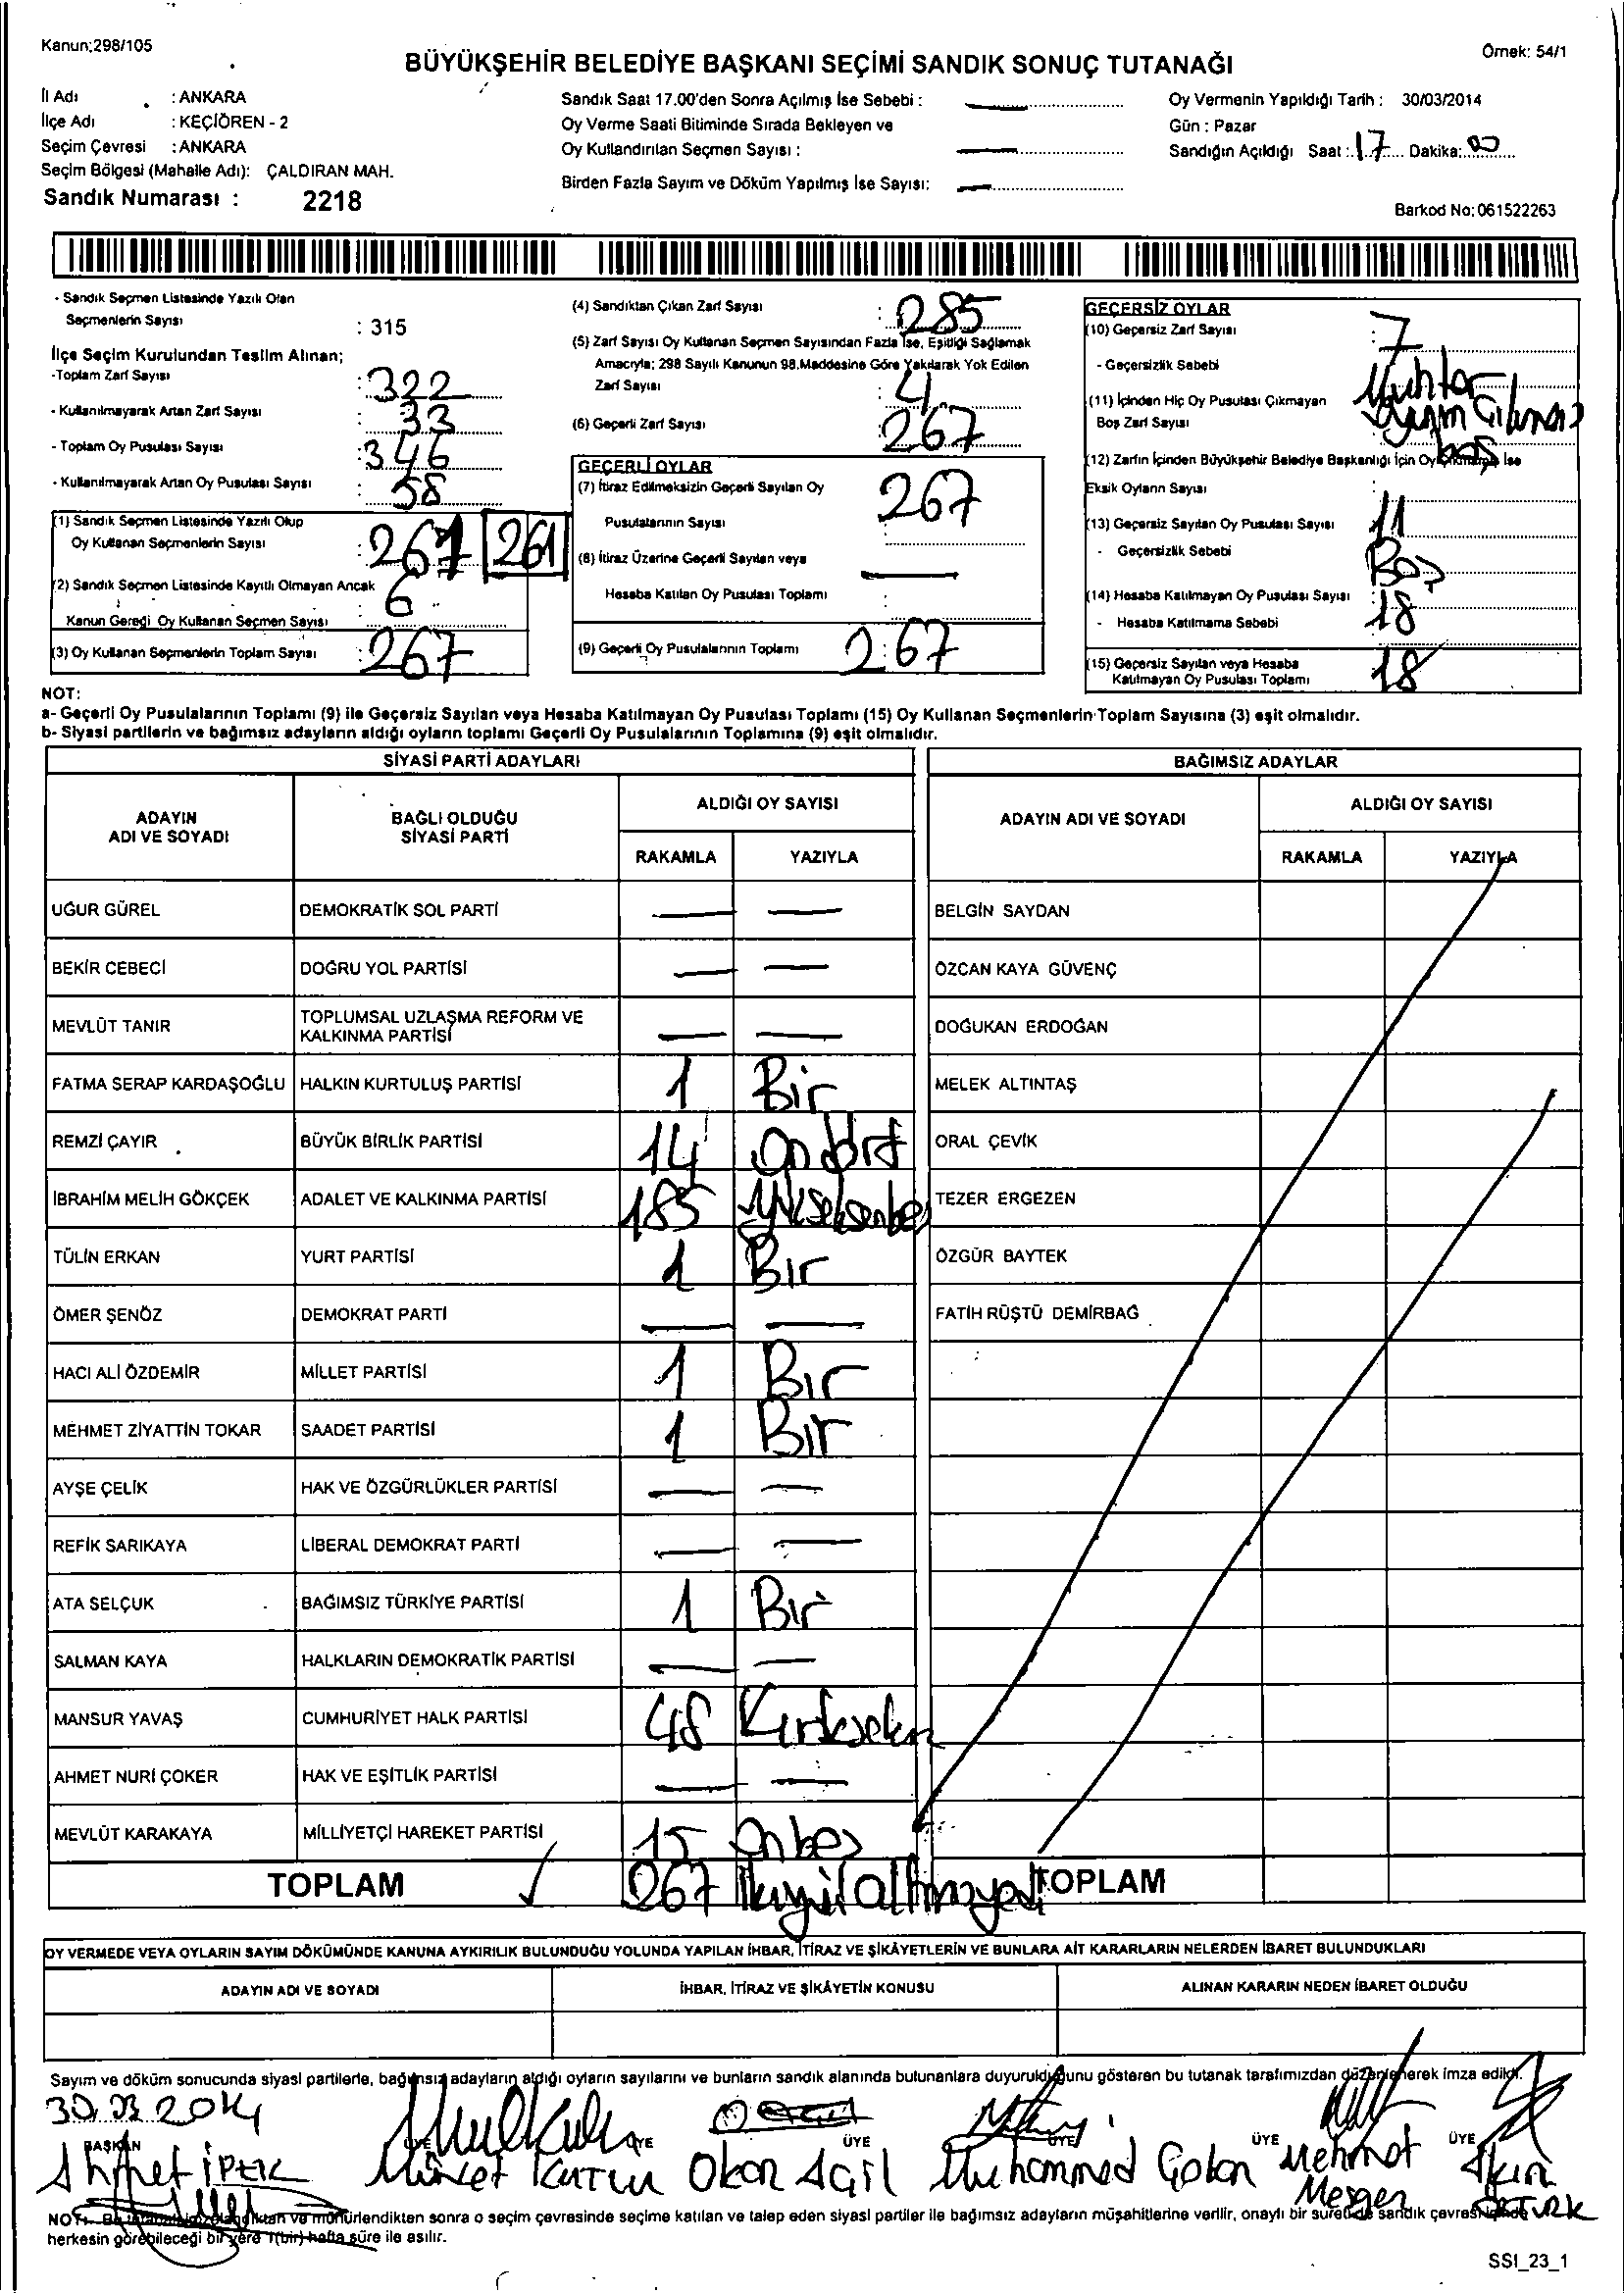 Kanun:298/105
Örnek: 54/1
BÜYÜKŞEHİR BELEDİYE BAŞKANI SEÇİMİ SANDIK SONUÇ TUTANAĞI
İl Adı : ANKARA
İlçe Adı : KEÇİÖREN - 2
Seçim Çevresi : ANKARA
Seçim Bölgesi (Mahalle Adı): ÇALDIRAN MAH.
Sandık Numarası : 2218
Sandık Saat 17.00'den Sonra Açılmış İse Sebebi :
Oy Verme Saati Bitiminde Sırada Bekleyen ve
Oy Kullandırılan Seçmen Sayısı :
Birden Fazla Sayım ve Döküm Yapılmış İse Sayısı:
Oy Vermenin Yapıldığı Tarih : 30/03/2014
Gün : Pazar
Sandığın Açıldığı Saat : 17 Dakika: 00
Barkod No: 061522263
- Sandık Seçmen Listesinde Yazılı Olan
Seçmenlerin Sayısı : 315
İlçe Seçim Kurulundan Teslim Alınan;
-Toplam Zarf Sayısı : 322
- Kullanılmayarak Artan Zarf Sayısı : 33
- Toplam Oy Pusulası Sayısı : 346
- Kullanılmayarak Artan Oy Pusulası Sayısı : 58
(1) Sandık Seçmen Listesinde Yazılı Olup
Oy Kullanan Seçmenlerin Sayısı : 267 261
(2) Sandık Seçmen Listesinde Kayıtlı Olmayan Ancak
Kanun Gereği Oy Kullanan Seçmen Sayısı : 6
(3) Oy Kullanan Seçmenlerin Toplam Sayısı : 267
(4) Sandıktan Çıkan Zarf Sayısı : 285
(5) Zarf Sayısı Oy Kullanan Seçmen Sayısından Fazla İse, Eşitliği Sağlamak
Amacıyla; 298 Sayılı Kanunun 98.Maddesine Göre Yakılarak Yok Edilen
Zarf Sayısı : 4
(6) Geçerli Zarf Sayısı : 267
GEÇERLİ OYLAR
(7) İtiraz Edilmeksizin Geçerli Sayılan Oy
Pusulalarının Sayısı : 267
(8) İtiraz Üzerine Geçerli Sayılan veya
Hesaba Katılan Oy Pusulası Toplamı :
(9) Geçerli Oy Pusulalarının Toplamı : 267
GEÇERSİZ OYLAR
(10) Geçersiz Zarf Sayısı : 7
- Geçersizlik Sebebi Muhtar
(11) İçinden Hiç Oy Pusulası Çıkmayan
Boş Zarf Sayısı boş
(12) Zarfın İçinden Büyükşehir Belediye Başkanlığı İçin Oy Çıkmamış İse
Eksik Oyların Sayısı
(13) Geçersiz Sayılan Oy Pusulası Sayısı 11
- Geçersizlik Sebebi Boş
(14) Hesaba Katılmayan Oy Pusulası Sayısı : 18
- Hesaba Katılmama Sebebi
(15) Geçersiz Sayılan veya Hesaba
Katılmayan Oy Pusulası Toplamı 18
NOT:
a- Geçerli Oy Pusulalarının Toplamı (9) ile Geçersiz Sayılan veya Hesaba Katılmayan Oy Pusulası Toplamı (15) Oy Kullanan Seçmenlerin Toplam Sayısına (3) eşit olmalıdır.
b- Siyasi partilerin ve bağımsız adayların aldığı oyların toplamı Geçerli Oy Pusulalarının Toplamına (9) eşit olmalıdır.
SİYASİ PARTİ ADAYLARI
ADAYIN ADI VE SOYADI
BAĞLI OLDUĞU SİYASİ PARTİ
ALDIĞI OY SAYISI
RAKAMLA YAZIYLA
UĞUR GÜREL DEMOKRATİK SOL PARTİ
BEKİR CEBECİ DOĞRU YOL PARTİSİ
MEVLÜT TANIR TOPLUMSAL UZLAŞMA REFORM VE KALKINMA PARTİSİ
FATMA SERAP KARDAŞOĞLU HALKIN KURTULUŞ PARTİSİ 1 Bir
REMZİ ÇAYIR BÜYÜK BİRLİK PARTİSİ 14 On dört
İBRAHİM MELİH GÖKÇEK ADALET VE KALKINMA PARTİSİ 185 Yükseksenbeş
TÜLİN ERKAN YURT PARTİSİ 1 Bir
ÖMER ŞENÖZ DEMOKRAT PARTİ
HACI ALİ ÖZDEMİR MİLLET PARTİSİ 1 Bir
MEHMET ZİYATTİN TOKAR SAADET PARTİSİ 1 Bir
AYŞE ÇELİK HAK VE ÖZGÜRLÜKLER PARTİSİ
REFİK SARIKAYA LİBERAL DEMOKRAT PARTİ
ATA SELÇUK BAĞIMSIZ TÜRKİYE PARTİSİ 1 Bir
SALMAN KAYA HALKLARIN DEMOKRATİK PARTİSİ
MANSUR YAVAŞ CUMHURİYET HALK PARTİSİ 48 Kırksekiz
AHMET NURİ ÇOKER HAK VE EŞİTLİK PARTİSİ
MEVLÜT KARAKAYA MİLLİYETÇİ HAREKET PARTİSİ 15 Onbeş
TOPLAM 267 ikiyüzaltmışyedi
BAĞIMSIZ ADAYLAR
ADAYIN ADI VE SOYADI
ALDIĞI OY SAYISI
RAKAMLA YAZIYLA
BELGİN SAYDAN
ÖZCAN KAYA GÜVENÇ
DOĞUKAN ERDOĞAN
MELEK ALTINTAŞ
ORAL ÇEVİK
TEZER ERGEZEN
ÖZGÜR BAYTEK
FATİH RÜŞTÜ DEMİRBAĞ
TOPLAM
OY VERMEDE VEYA OYLARIN SAYIM DÖKÜMÜNDE KANUNA AYKIRILIK BULUNDUĞU YOLUNDA YAPILAN İHBAR, İTİRAZ VE ŞİKÂYETLERİN VE BUNLARA AİT KARARLARIN NELERDEN İBARET BULUNDUKLARI
ADAYIN ADI VE SOYADI İHBAR, İTİRAZ VE ŞİKÂYETİN KONUSU ALINAN KARARIN NEDEN İBARET OLDUĞU
Sayım ve döküm sonucunda siyasi partilerle, bağımsız adayların aldığı oyların sayılarını ve bunların sandık alanında bulunanlara duyurulduğunu gösteren bu tutanak tarafımızdan düzenlenerek imza edildi.
30.03.2014
BAŞKAN ÜYE ÜYE ÜYE ÜYE ÜYE
Ahmet İPEK Okan Açıl Muhammed Mehmet ÖZTÜRK
NOT: Bu tutanak imzalandıktan ve mühürlendikten sonra o seçim çevresinde seçime katılan ve talep eden siyasi partiler ile bağımsız adayların müşahitlerine verilir, onaylı bir sureti de sandık çevresi içinde
herkesin görebileceği bir yere 1(bir) hafta süre ile asılır.
SSI_23_1